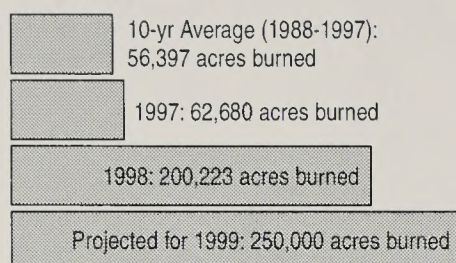 10-yr Average (1988-1997):
56,397 acres burned
1997: 62,680 acres burned
1998: 200,223 acres burned
Projected for 1999: 250,000 acres burned